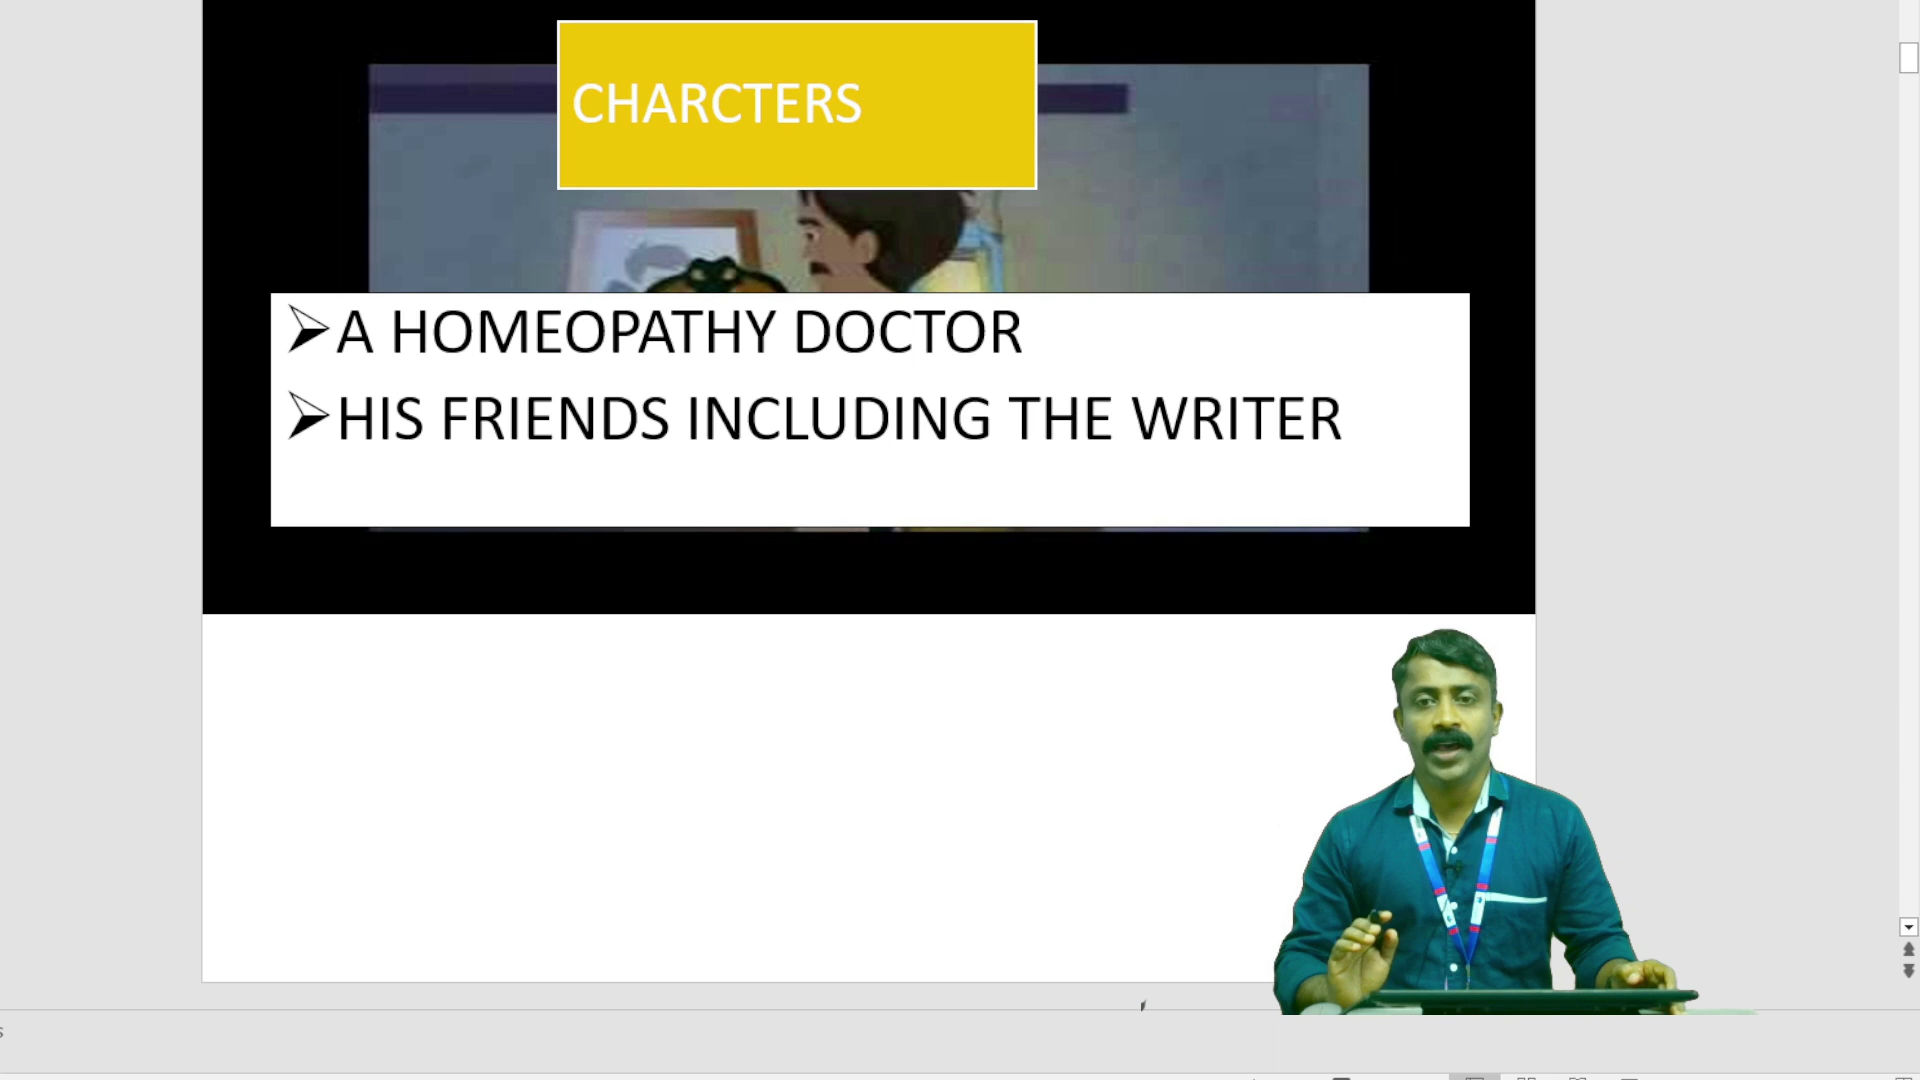 CHARCTERS
➢A HOMEOPATHY DOCTOR
➢HIS FRIENDS INCLUDING THE WRITER